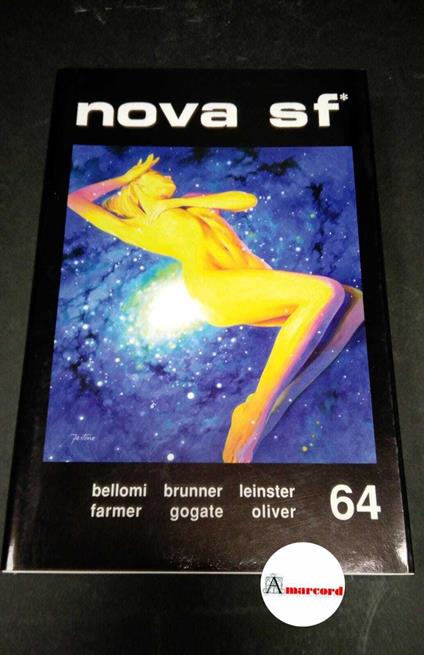 nova sf*
bellomi brunner leinster
farmer gogate oliver
64
Amarcord